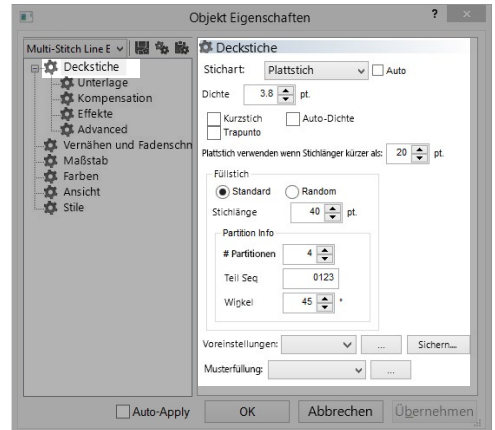 Objekt Eigenschaften
?
Multi-Stitch Line E
Deckstiche
Unterlage
Kompensation
Effekte
Advanced
Vernähen und Fadenschn
Maßstab
Farben
Ansicht
Stile
Deckstiche
Stichart: Plattstich Auto
Dichte 3,8 pt.
Kurzstich Auto-Dichte
Trapunto
Plattstich verwenden wenn Stichlänger kürzer als: 20 pt.
Füllstich
Standard Random
Stichlänge 40 pt.
Partition Info
# Partitionen 4
Teil Seq 0123
Winkel 45 °
Voreinstellungen: ... Sichern...
Musterfüllung: ...
Auto-Apply OK Abbrechen Übernehmen